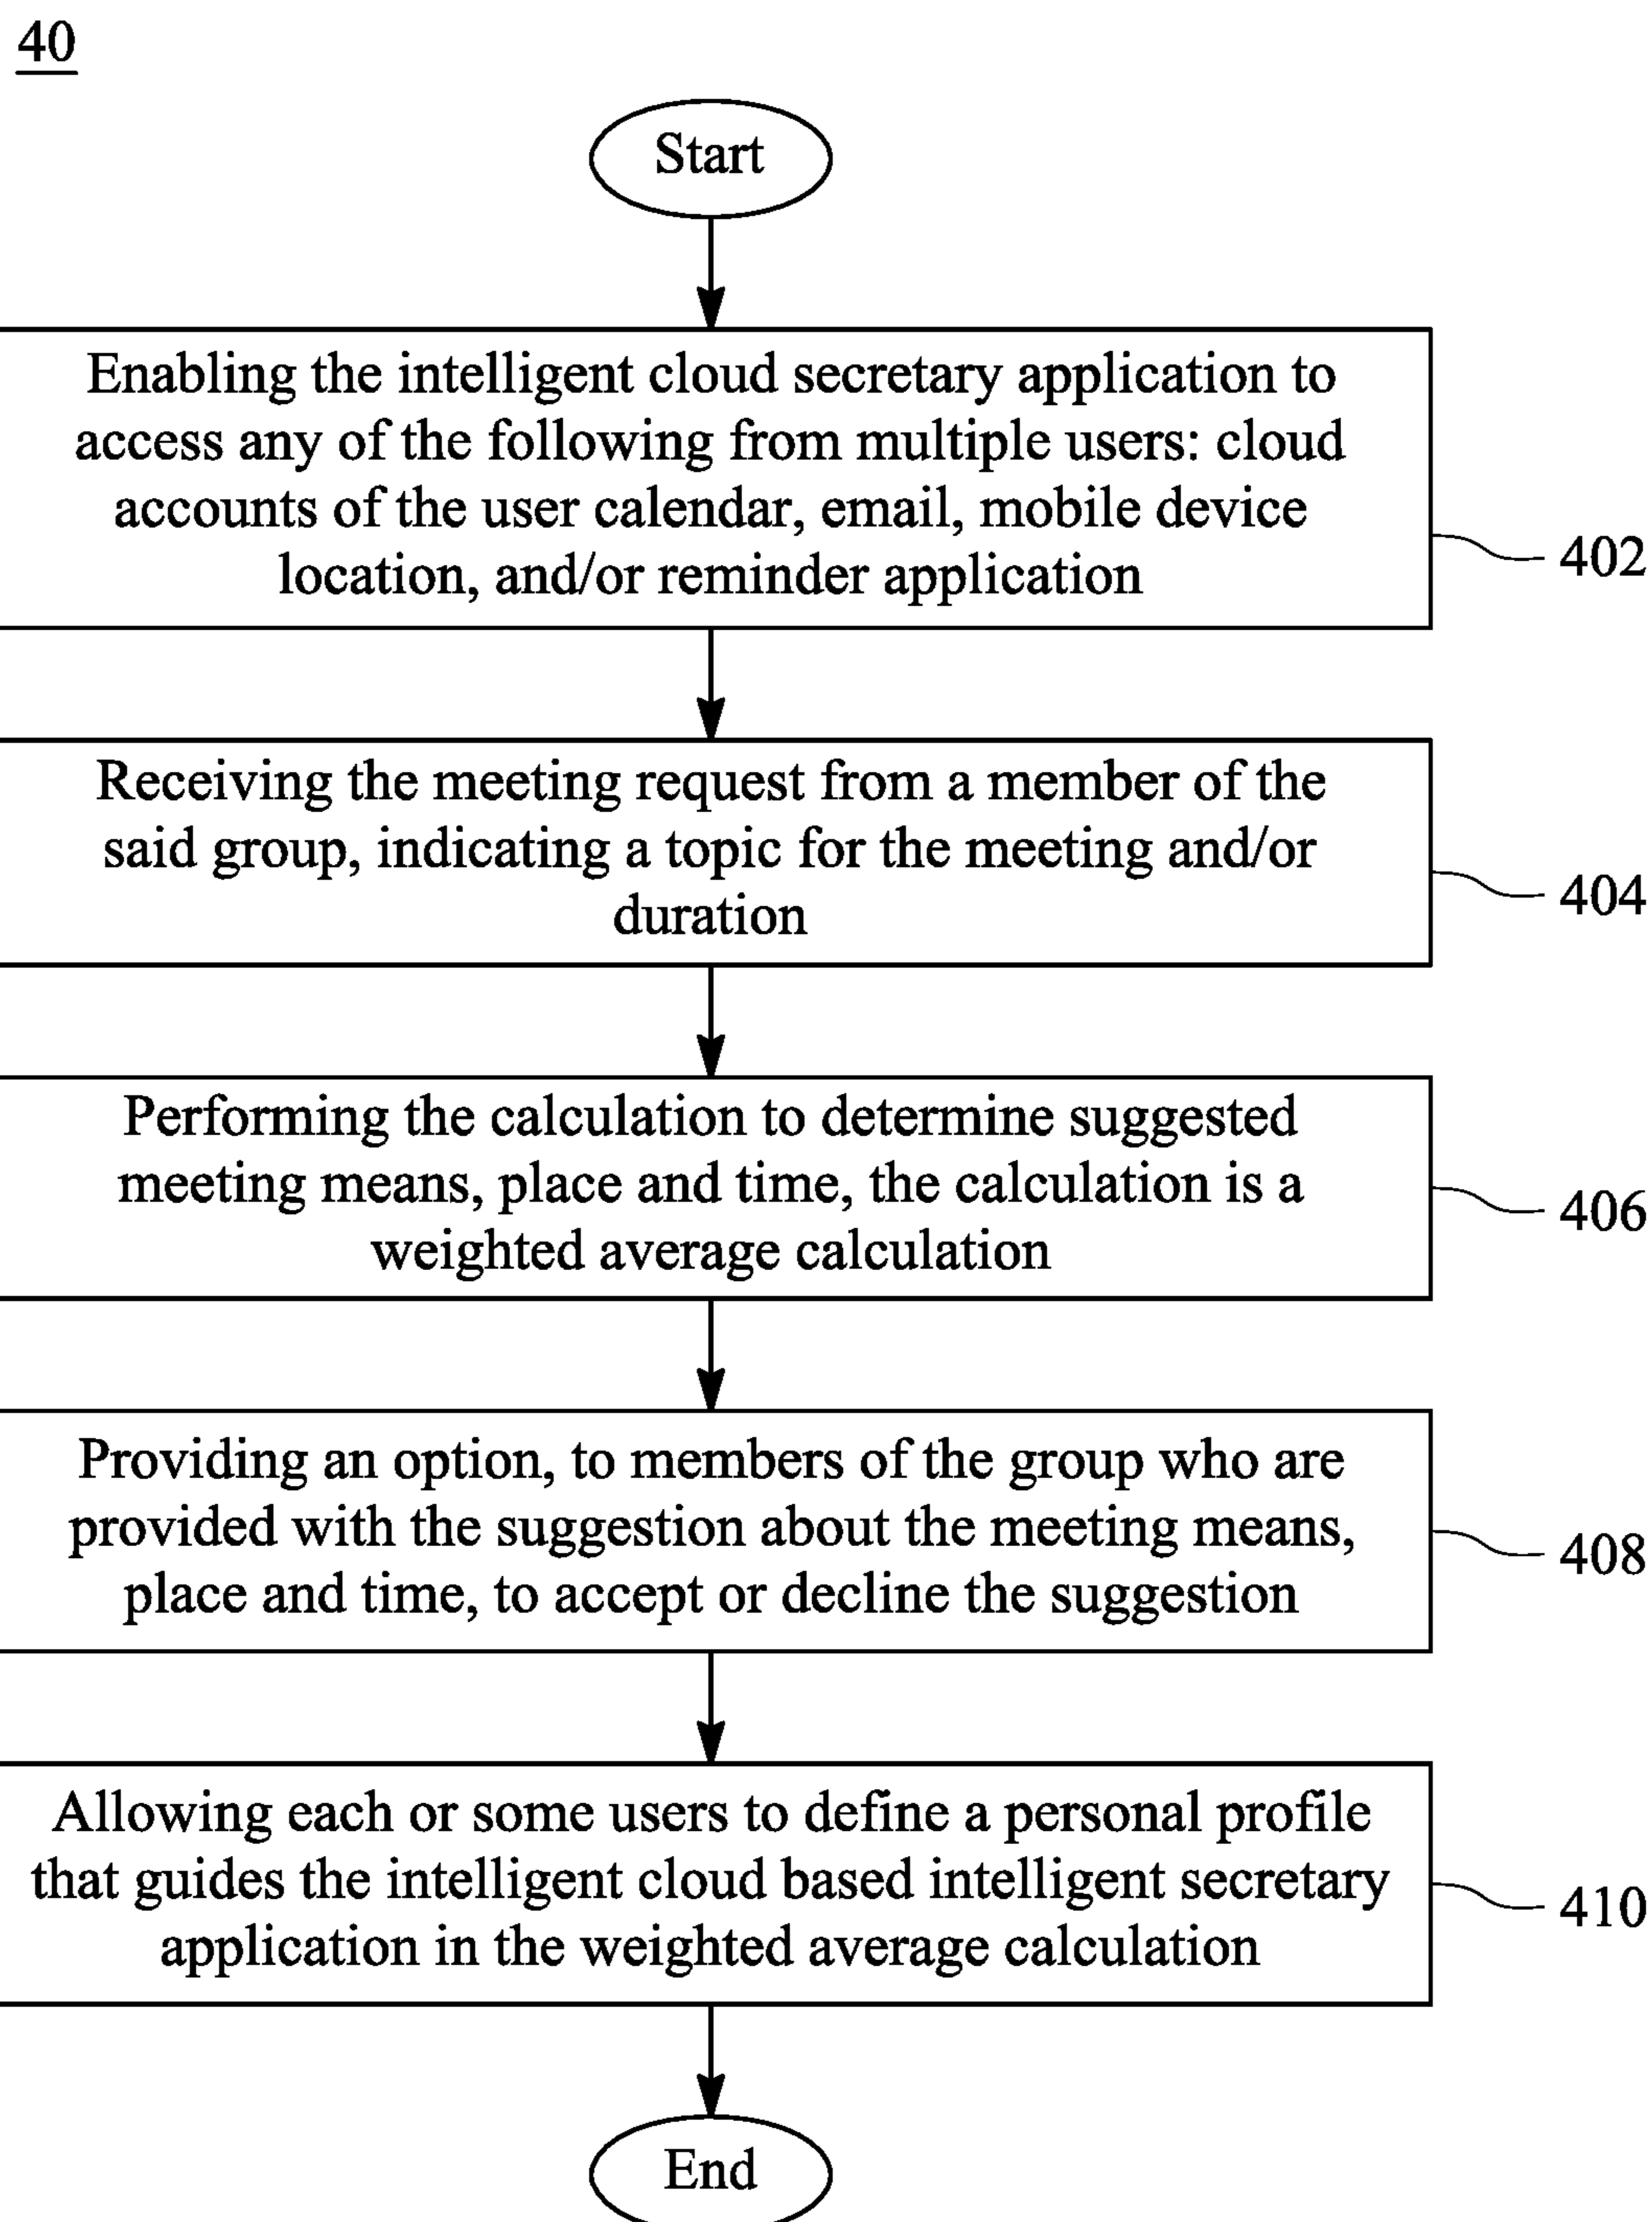 40
Start
Enabling the intelligent cloud secretary application to
access any of the following from multiple users: cloud
accounts of the user calendar, email, mobile device
location, and/or reminder application
402
Receiving the meeting request from a member of the
said group, indicating a topic for the meeting and/or
duration
404
Performing the calculation to determine suggested
meeting means, place and time, the calculation is a
weighted average calculation
406
Providing an option, to members of the group who are
provided with the suggestion about the meeting means,
place and time, to accept or decline the suggestion
408
Allowing each or some users to define a personal profile
that guides the intelligent cloud based intelligent secretary
application in the weighted average calculation
410
End